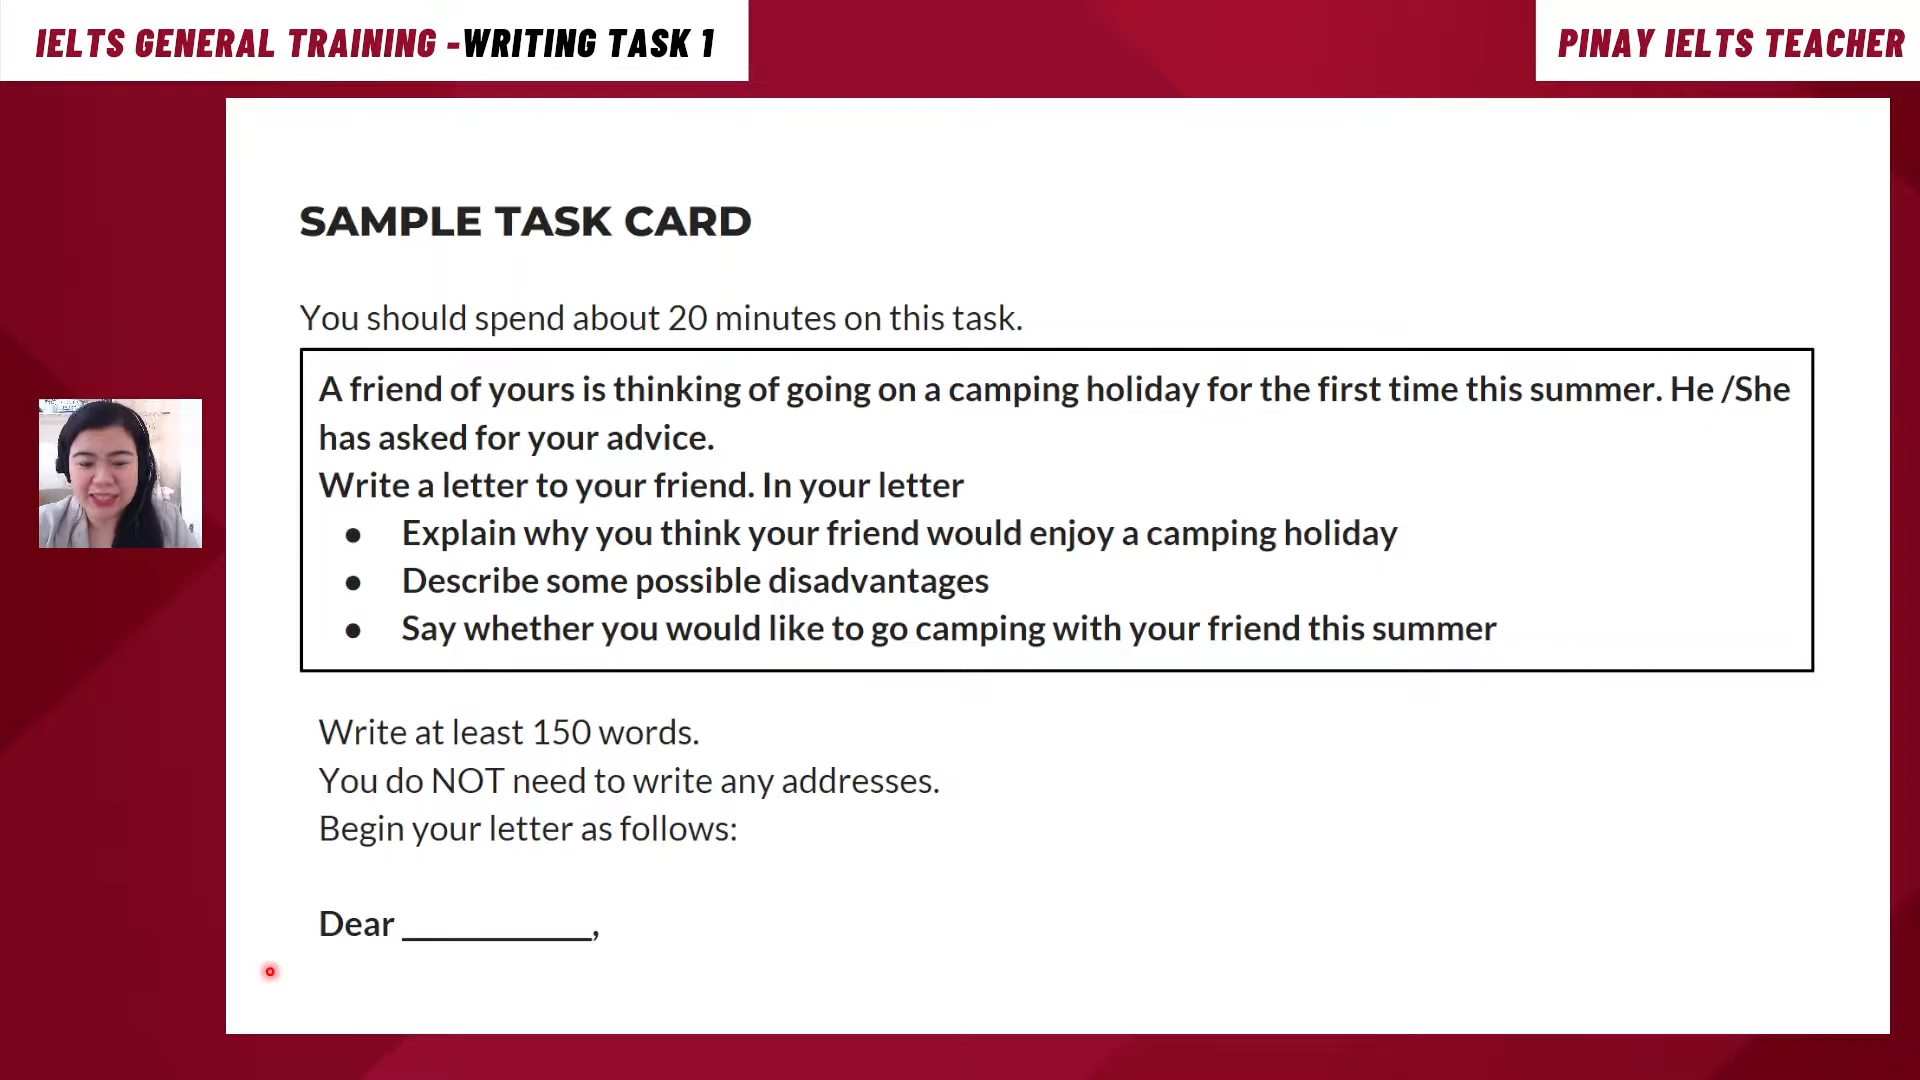 IELTS GENERAL TRAINING -WRITING TASK 1
PINAY IELTS TEACHER
SAMPLE TASK CARD
You should spend about 20 minutes on this task.
A friend of yours is thinking of going on a camping holiday for the first time this summer. He /She
has asked for your advice.
Write a letter to your friend. In your letter
● Explain why you think your friend would enjoy a camping holiday
● Describe some possible disadvantages
● Say whether you would like to go camping with your friend this summer
Write at least 150 words.
You do NOT need to write any addresses.
Begin your letter as follows:
Dear __________,